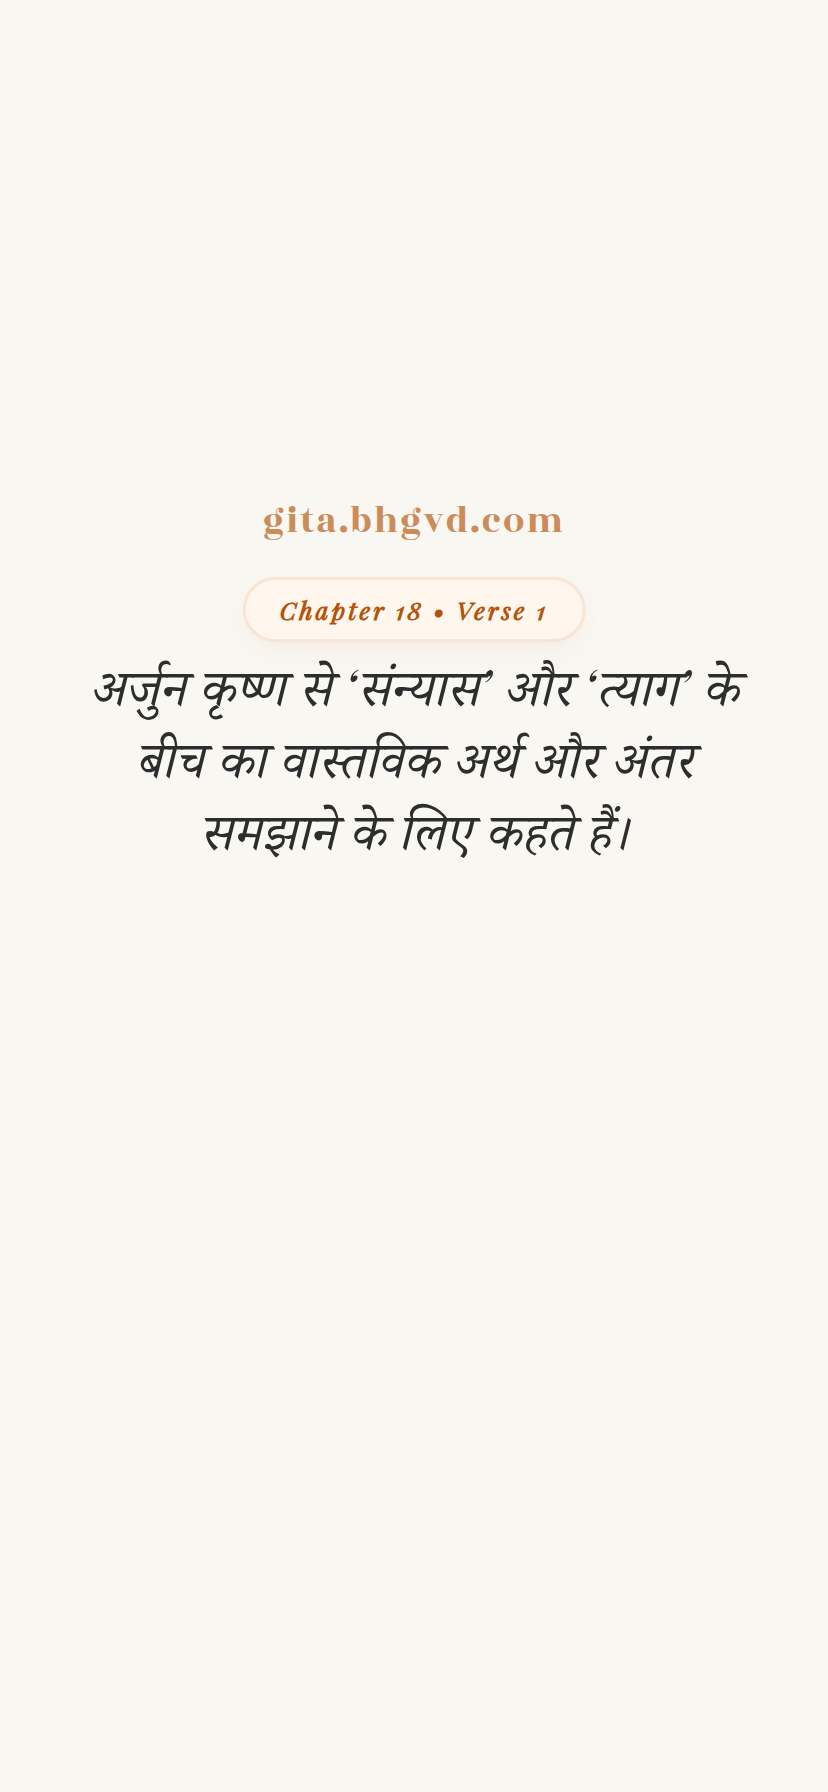 gita.bhgvd.com
Chapter 18 • Verse 1
अर्जुन कृष्ण से ‘संन्यास’ और ‘त्याग’ के
बीच का वास्तविक अर्थ और अंतर
समझाने के लिए कहते हैं।